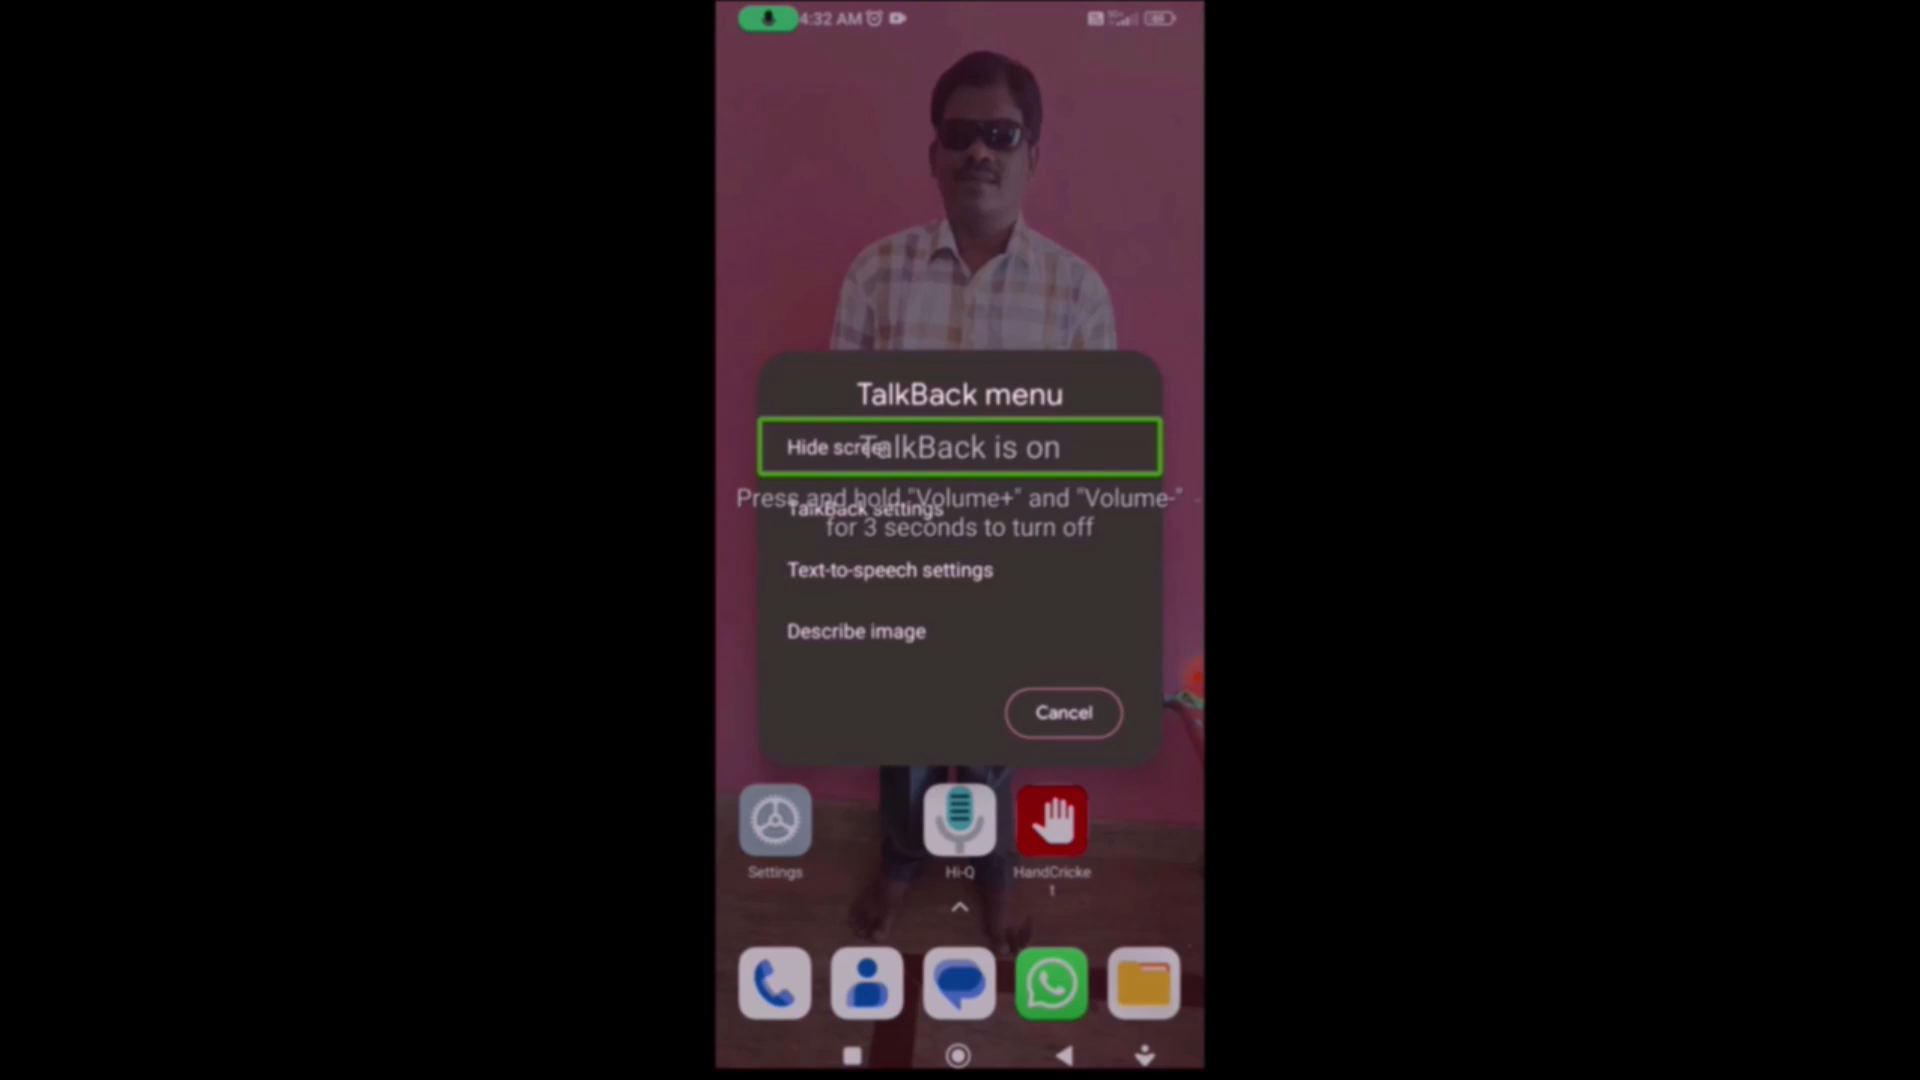 4:32 AM
TalkBack menu
Hide screen
TalkBack is on
Press and hold "Volume+" and "Volume-"
TalkBack settings
for 3 seconds to turn off
Text-to-speech settings
Describe image
Cancel
Settings
Hi-Q
HandCricke
t